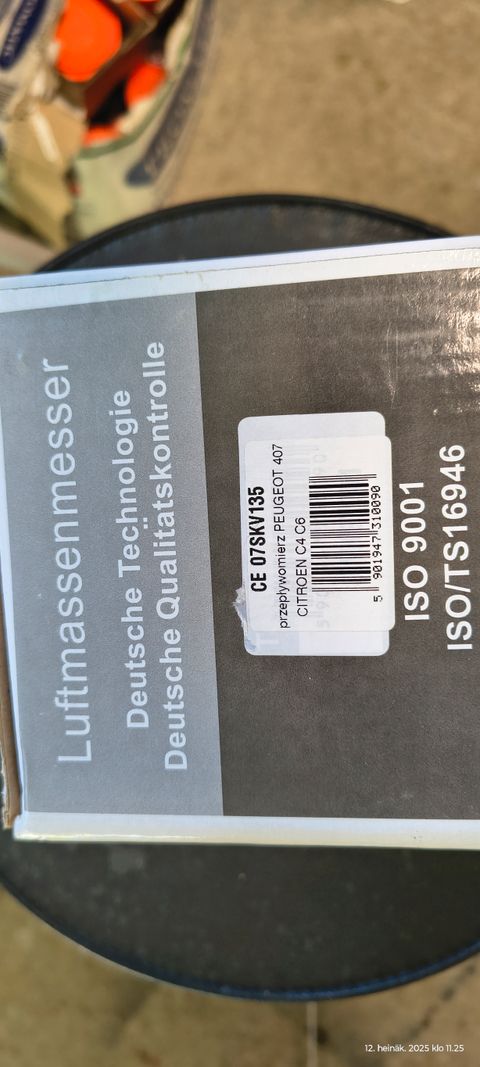 Luftmassenmesser
Deutsche Technologie
Deutsche Qualitätskontrolle
CE 07SKV135
przepływomierz PEUGEOT 407
CITROEN C4 C6
5 901947 310090
ISO 9001
ISO/TS16946
12. heinäk. 2025 klo 11.25